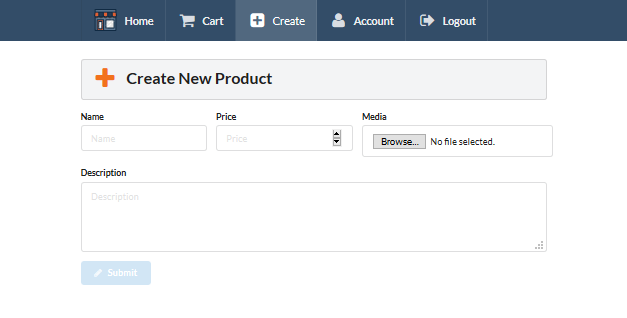 Home Cart Create Account Logout
Create New Product
Name Price Media
Name Price Browse... No file selected.
Description
Description
Submit